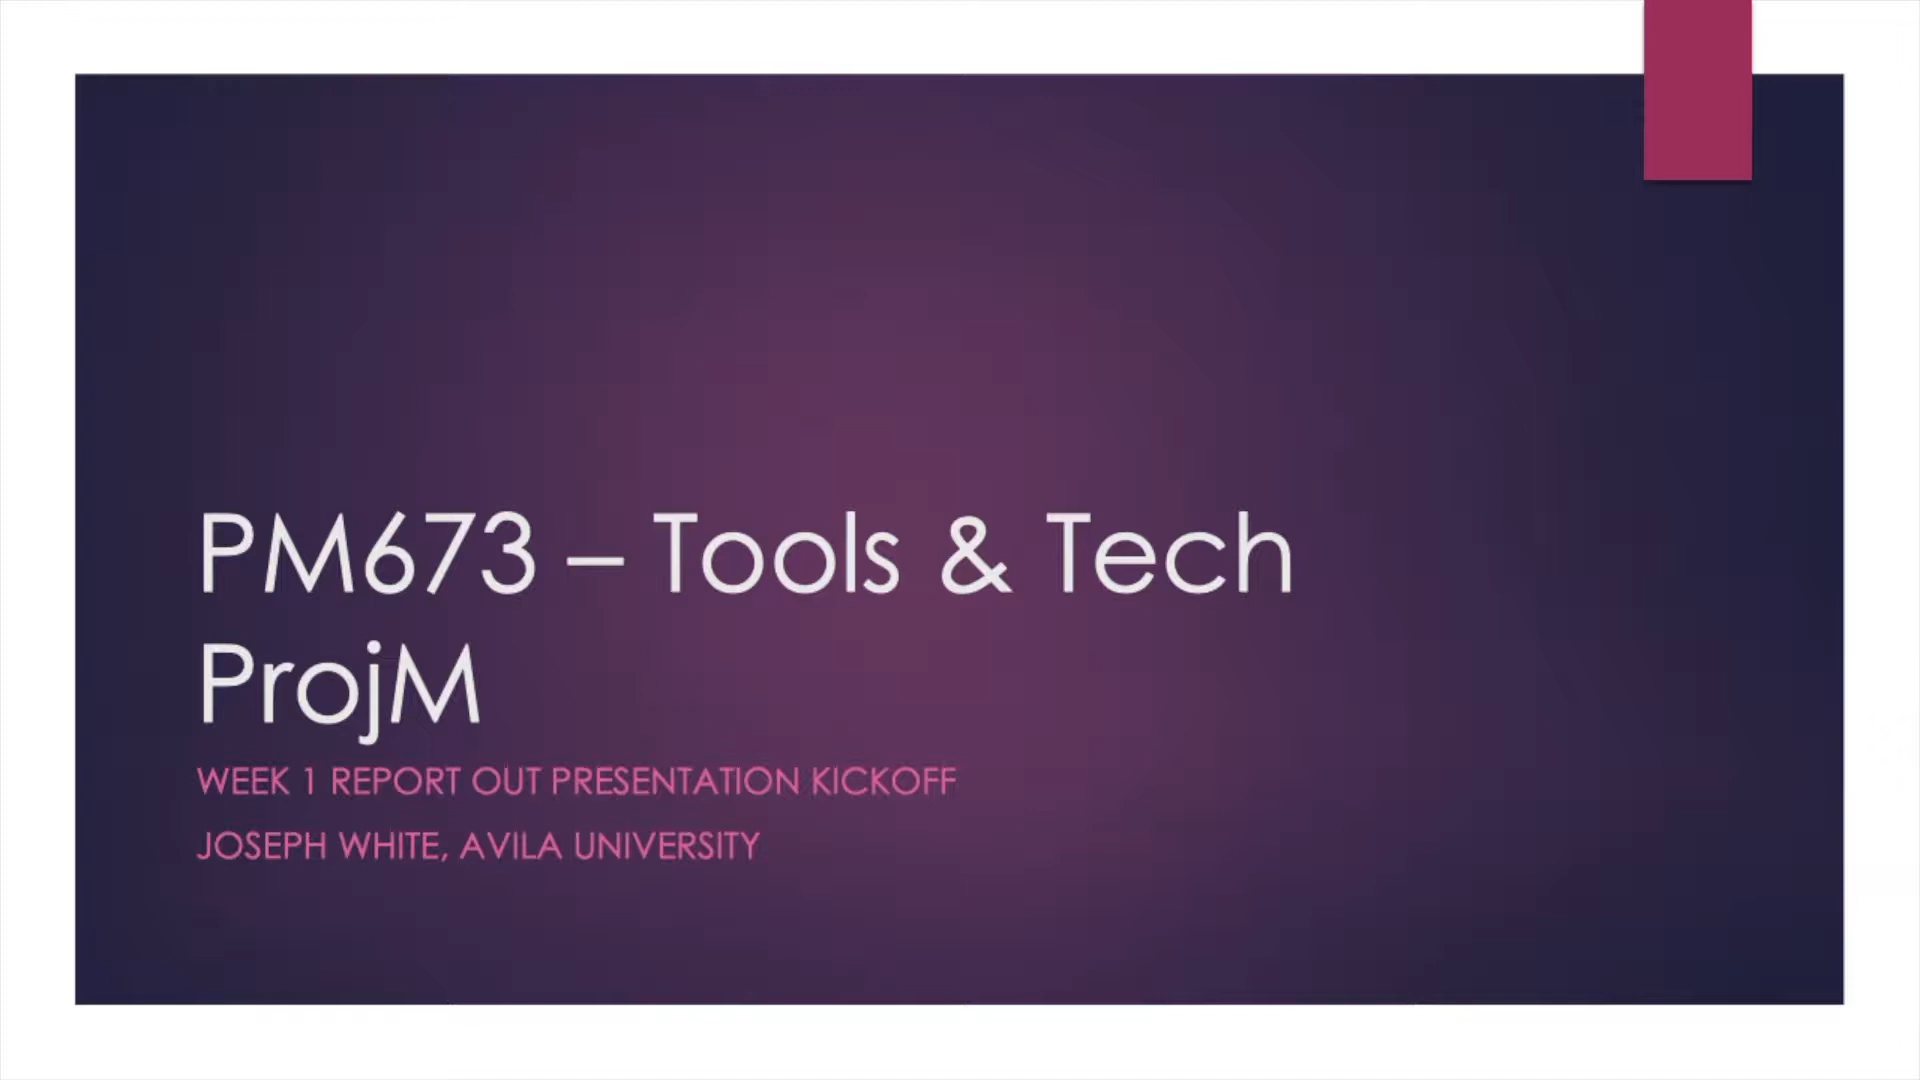 PM673 – Tools & Tech
ProjM
WEEK 1 REPORT OUT PRESENTATION KICKOFF
JOSEPH WHITE, AVILA UNIVERSITY